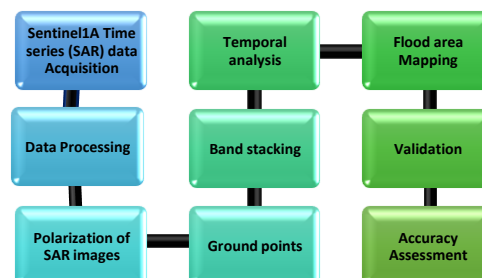 Sentinel1A Time
series (SAR) data
Acquisition
Data Processing
Polarization of
SAR images
Ground points
Band stacking
Temporal
analysis
Flood area
Mapping
Validation
Accuracy
Assessment